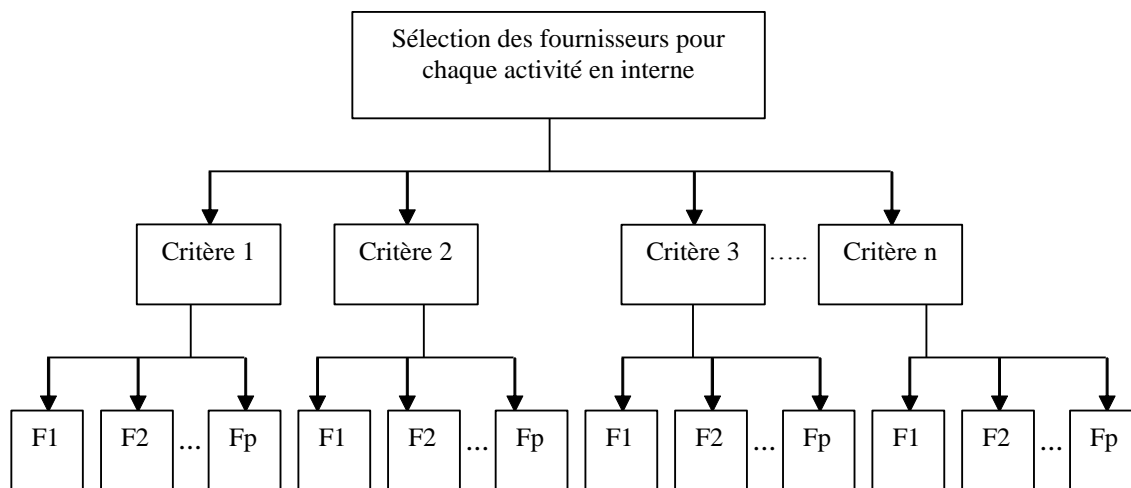 Sélection des fournisseurs pour
chaque activité en interne
Critère 1 Critère 2 Critère 3 ..... Critère n
F1 F2 ... Fp F1 F2 ... Fp F1 F2 ... Fp F1 F2 ... Fp